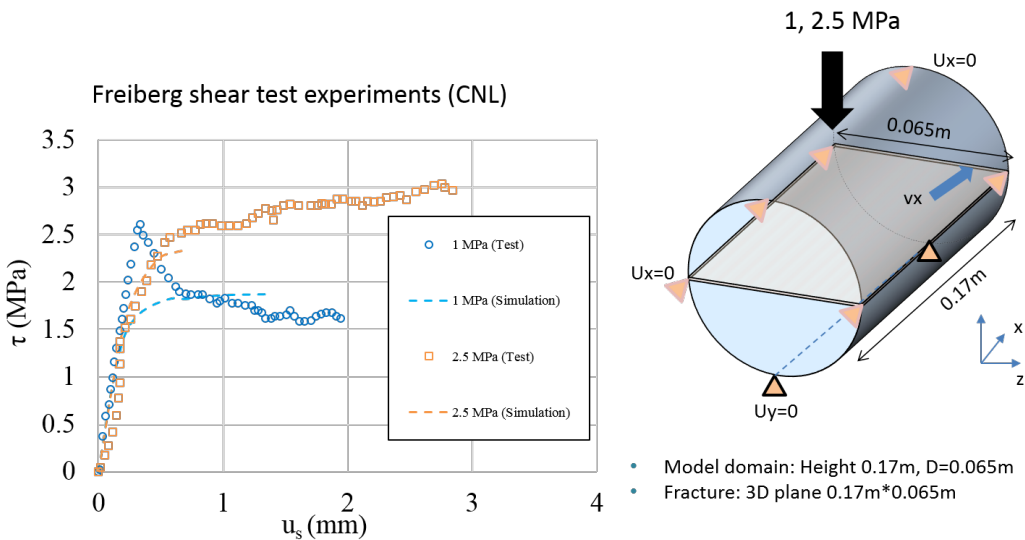 Freiberg shear test experiments (CNL)
3.5
3
2.5
2
1.5
1
0.5
0
0
1
2
3
4
τ (MPa)
us (mm)
1 MPa (Test)
1 MPa (Simulation)
2.5 MPa (Test)
2.5 MPa (Simulation)
1, 2.5 MPa
Ux=0
0.065m
vx
Ux=0
0.17m
Uy=0
x
z
• Model domain: Height 0.17m, D=0.065m
• Fracture: 3D plane 0.17m*0.065m